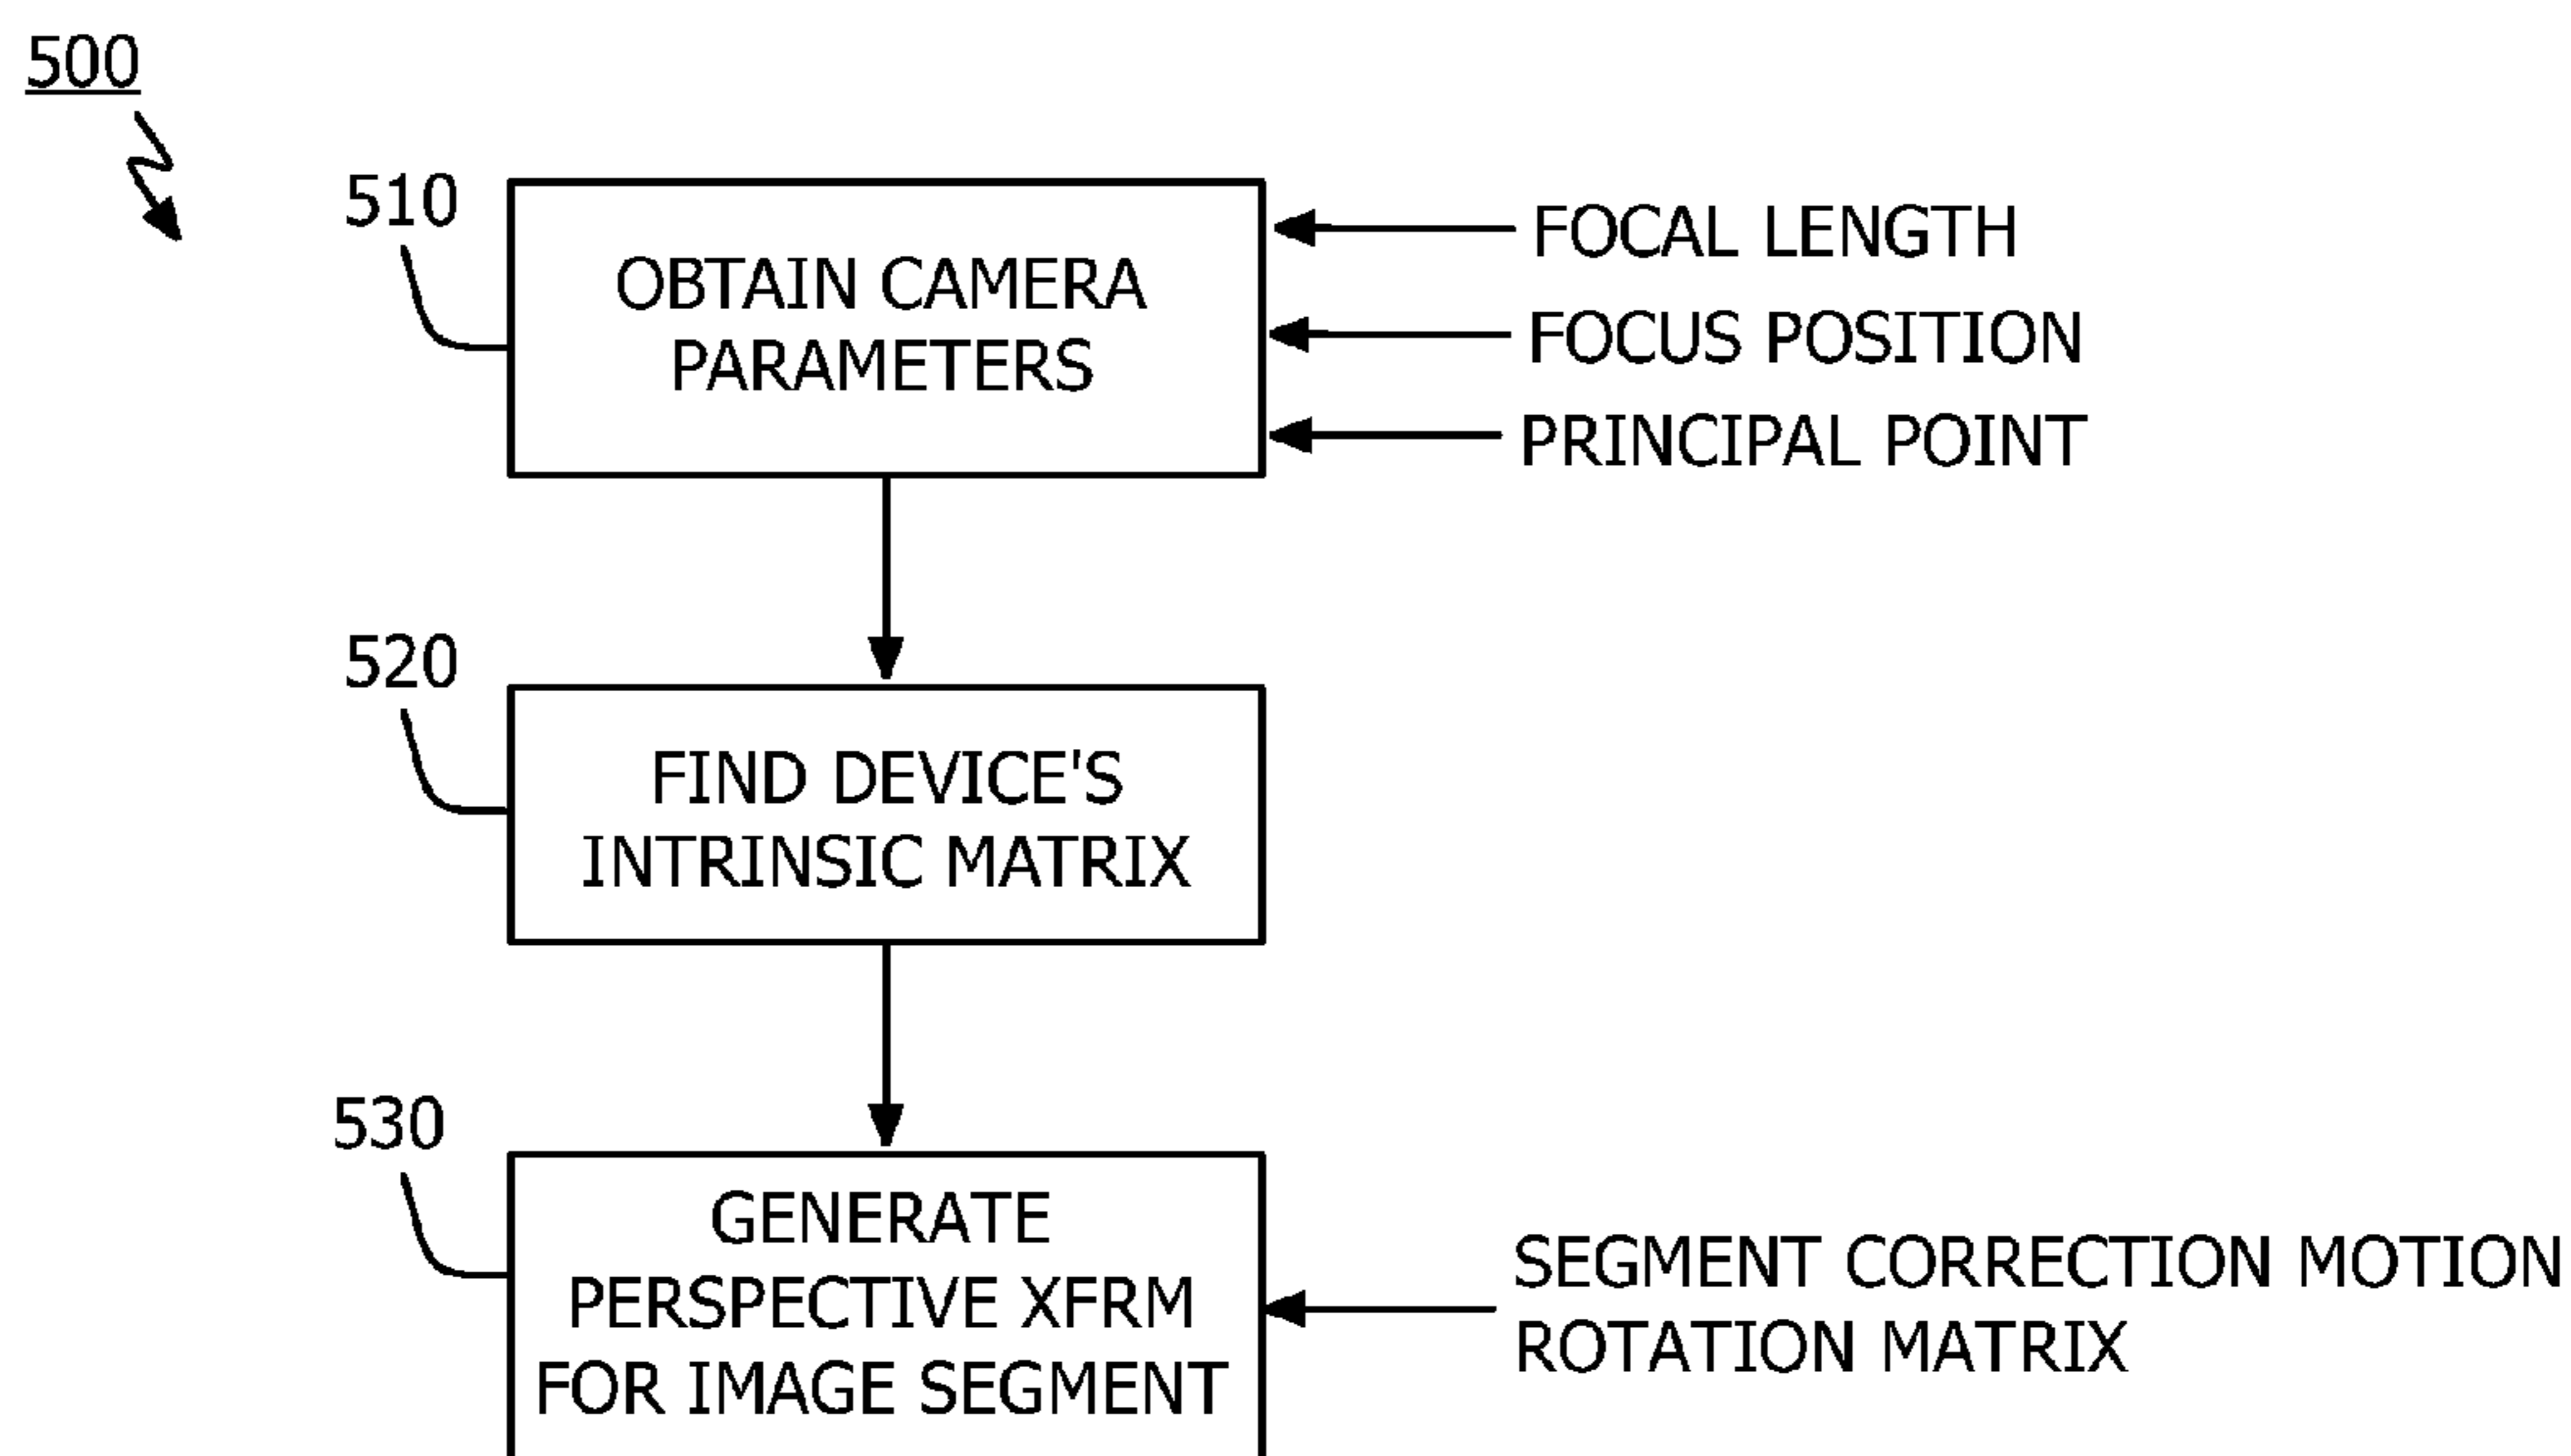 500
510
OBTAIN CAMERA
PARAMETERS
FOCAL LENGTH
FOCUS POSITION
PRINCIPAL POINT
520
FIND DEVICE'S
INTRINSIC MATRIX
530
GENERATE
PERSPECTIVE XFRM
FOR IMAGE SEGMENT
SEGMENT CORRECTION MOTION
ROTATION MATRIX